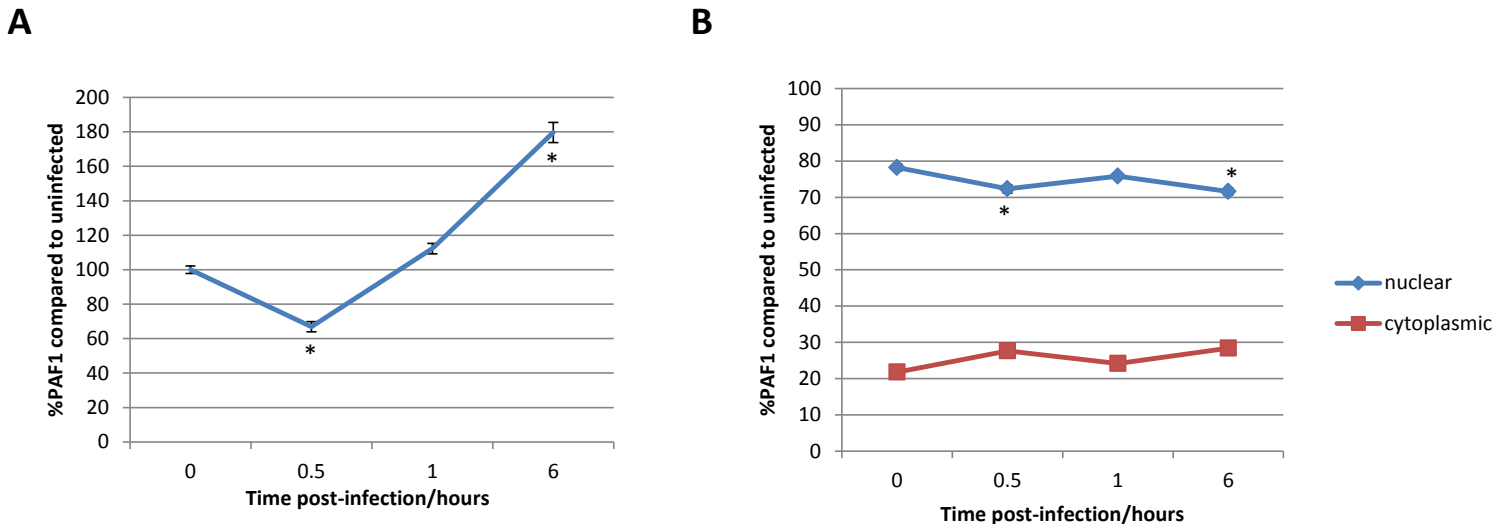 A
%PAF1 compared to uninfected
200
180
160
140
120
100
80
60
40
20
0
*
*
0 0.5 1 6
Time post-infection/hours
B
%PAF1 compared to uninfected
100
90
80
70
60
50
40
30
20
10
0
*
*
0 0.5 1 6
Time post-infection/hours
nuclear
cytoplasmic